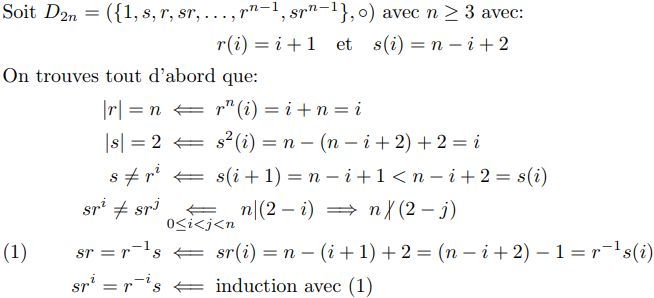 Soit D_{2n} = ({1, s, r, sr, …, r^{n−1}, sr^{n−1}}, ∘) avec n ≥ 3 avec:
r(i) = i + 1 et s(i) = n − i + 2
On trouves tout d'abord que:
|r| = n ⟸ r^n(i) = i + n = i
|s| = 2 ⟸ s^2(i) = n − (n − i + 2) + 2 = i
s ≠ r^i ⟸ s(i + 1) = n − i + 1 < n − i + 2 = s(i)
sr^i ≠ sr^j ⟸_{0≤i<j<n} n|(2 − i) ⟹ n ∤ (2 − j)
(1) sr = r^{−1}s ⟸ sr(i) = n − (i + 1) + 2 = (n − i + 2) − 1 = r^{−1}s(i)
sr^i = r^{−i}s ⟸ induction avec (1)